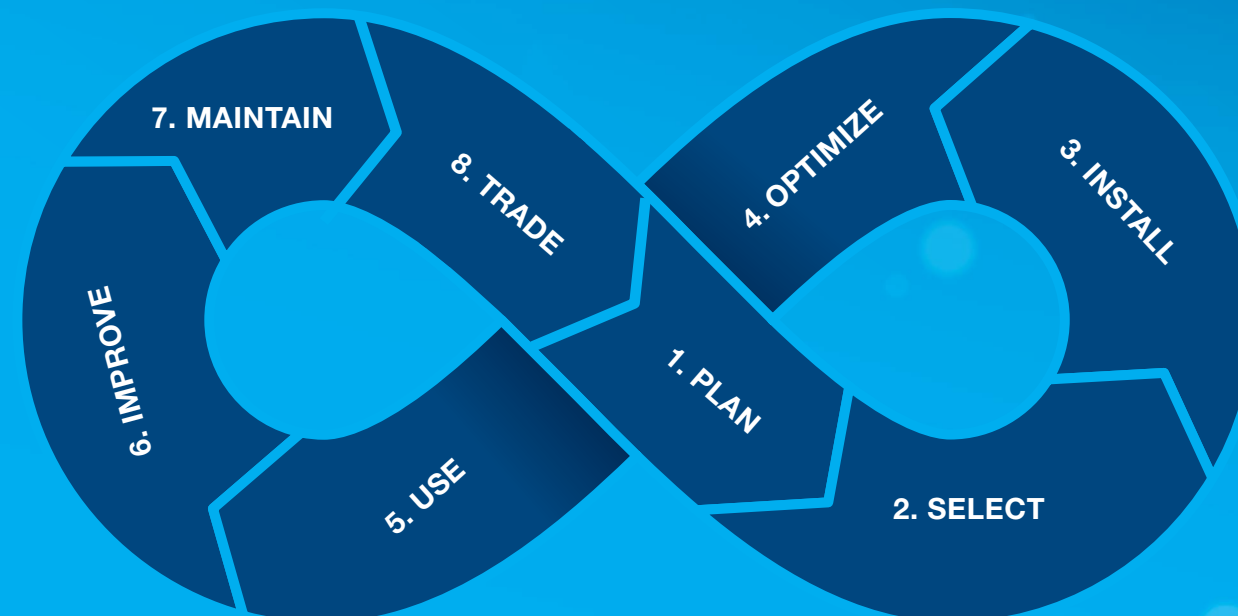 1. PLAN
2. SELECT
3. INSTALL
4. OPTIMIZE
5. USE
6. IMPROVE
7. MAINTAIN
8. TRADE